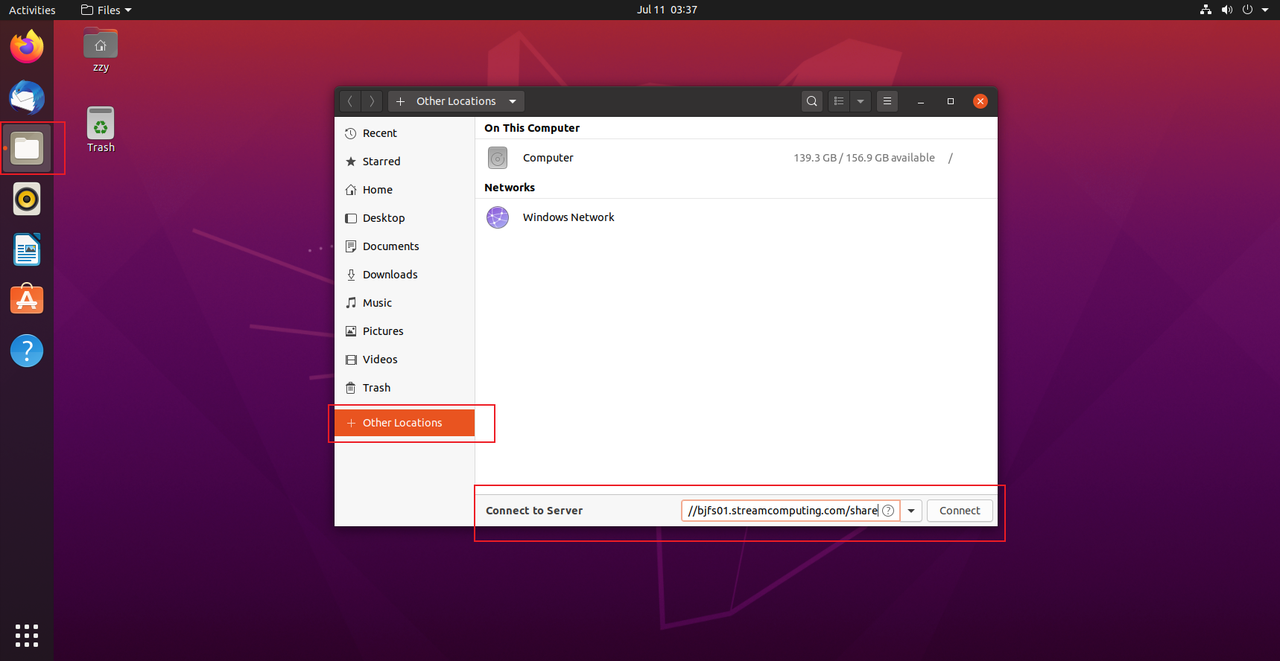 Activities
Files
Jul 11 03:37
zzy
Trash
Other Locations
Recent
Starred
Home
Desktop
Documents
Downloads
Music
Pictures
Videos
Trash
Other Locations
On This Computer
Computer
139.3 GB / 156.9 GB available
/
Networks
Windows Network
Connect to Server
//bjfs01.streamcomputing.com/share
Connect